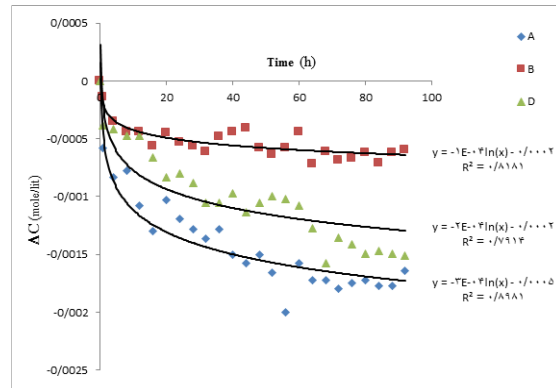 0/0005
A
Time (h)
B
0
0 20 40 60 80 100
D
-0/0005
y = -۱E-۰۴ln(x) - ۰/۰۰۰۲
R² = ۰/۸۱۸۱
-0/001
ΔC (mole/lit)
y = -۲E-۰۴ln(x) - ۰/۰۰۰۲
R² = ۰/۷۹۱۴
-0/0015
y = -۳E-۰۴ln(x) - ۰/۰۰۰۵
R² = ۰/۸۹۸۱
-0/002
-0/0025